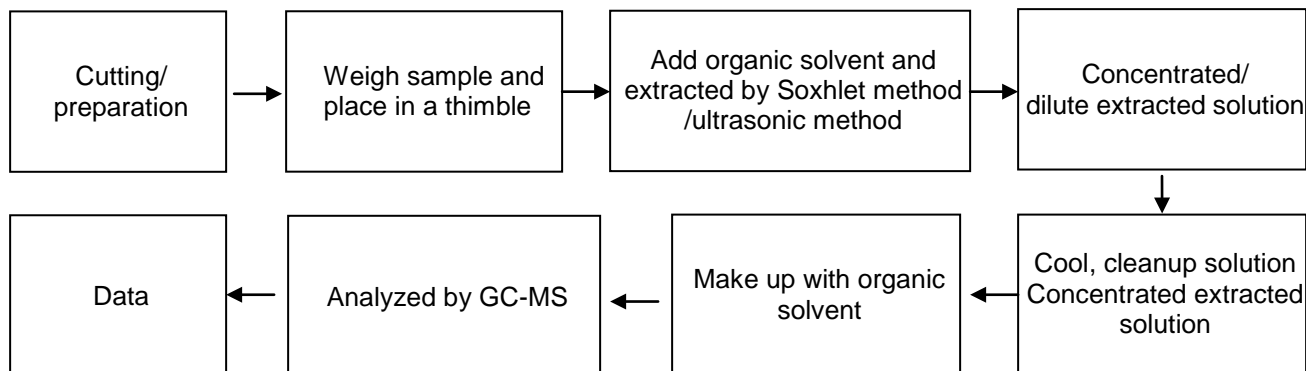 Cutting/
preparation
Weigh sample and
place in a thimble
Add organic solvent and
extracted by Soxhlet method
/ultrasonic method
Concentrated/
dilute extracted solution
Cool, cleanup solution
Concentrated extracted
solution
Make up with organic
solvent
Analyzed by GC-MS
Data